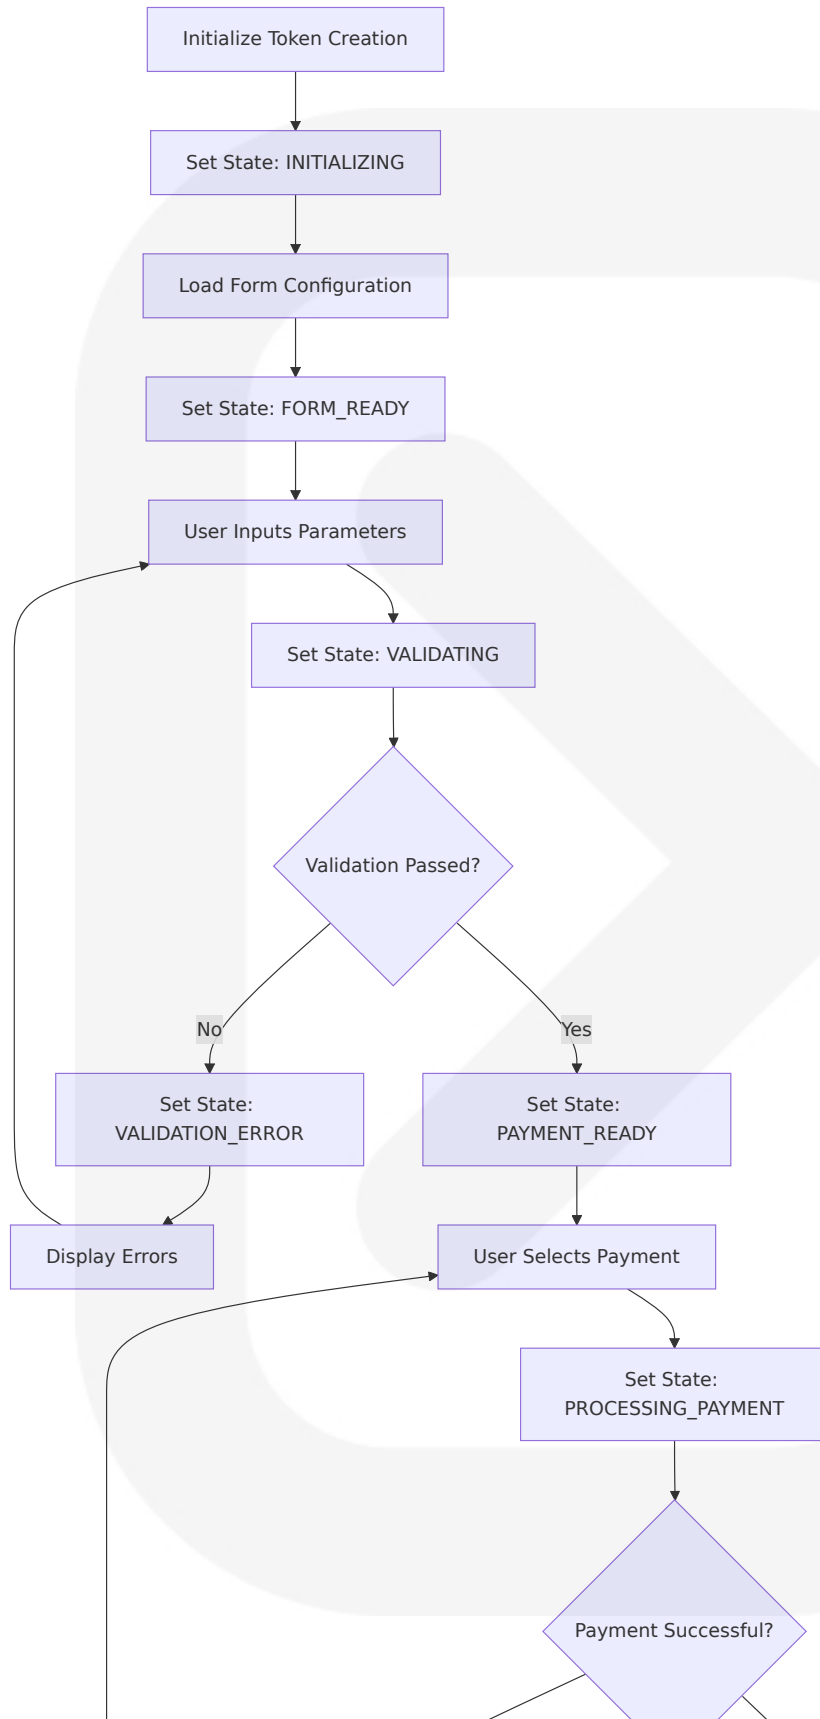 Initialize Token Creation
Set State: INITIALIZING
Load Form Configuration
Set State: FORM_READY
User Inputs Parameters
Set State: VALIDATING
Validation Passed?
No
Yes
Set State:
VALIDATION_ERROR
Set State:
PAYMENT_READY
Display Errors
User Selects Payment
Set State:
PROCESSING_PAYMENT
Payment Successful?